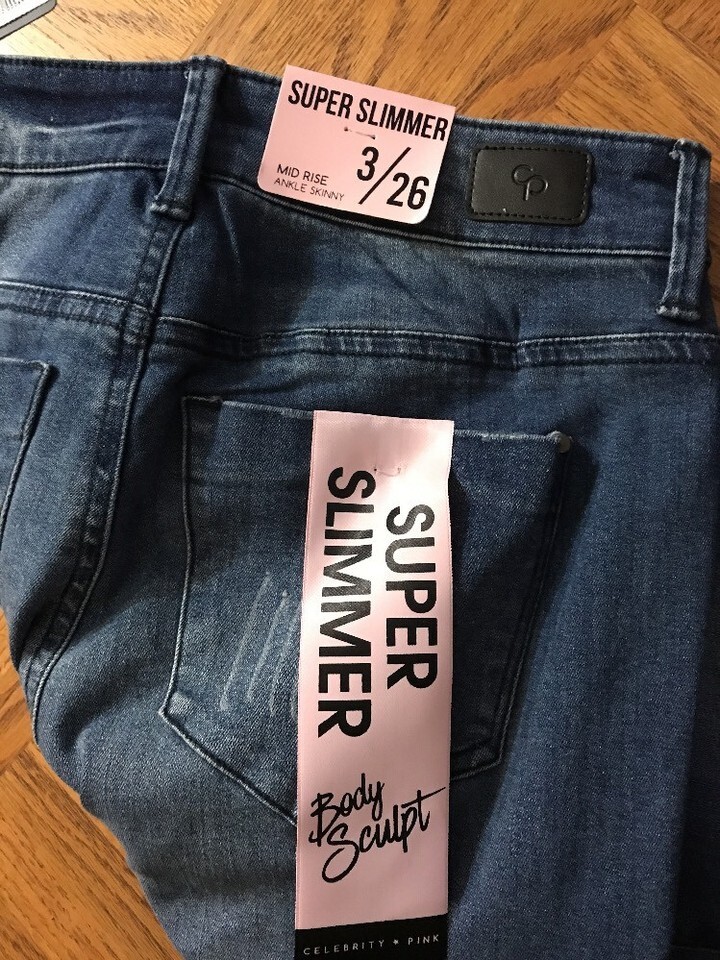 SUPER SLIMMER
MID RISE
ANKLE SKINNY
3/26
CP
SUPER
SLIMMER
Body
Sculpt
CELEBRITY * PINK